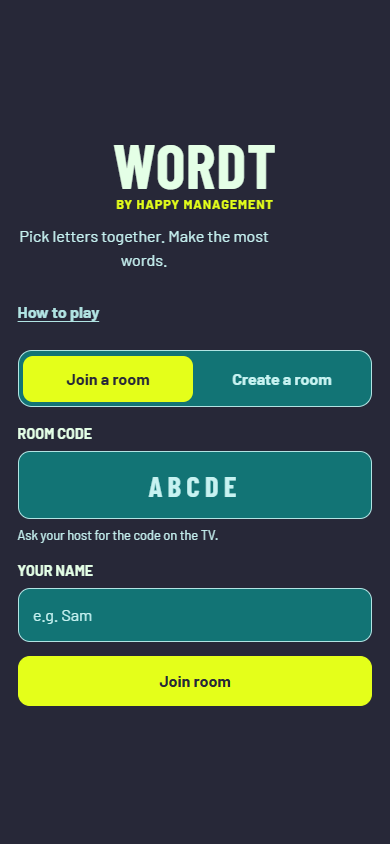 WORDT
BY HAPPY MANAGEMENT
Pick letters together. Make the most
words.
How to play
Join a room
Create a room
ROOM CODE
ABCDE
Ask your host for the code on the TV.
YOUR NAME
e.g. Sam
Join room